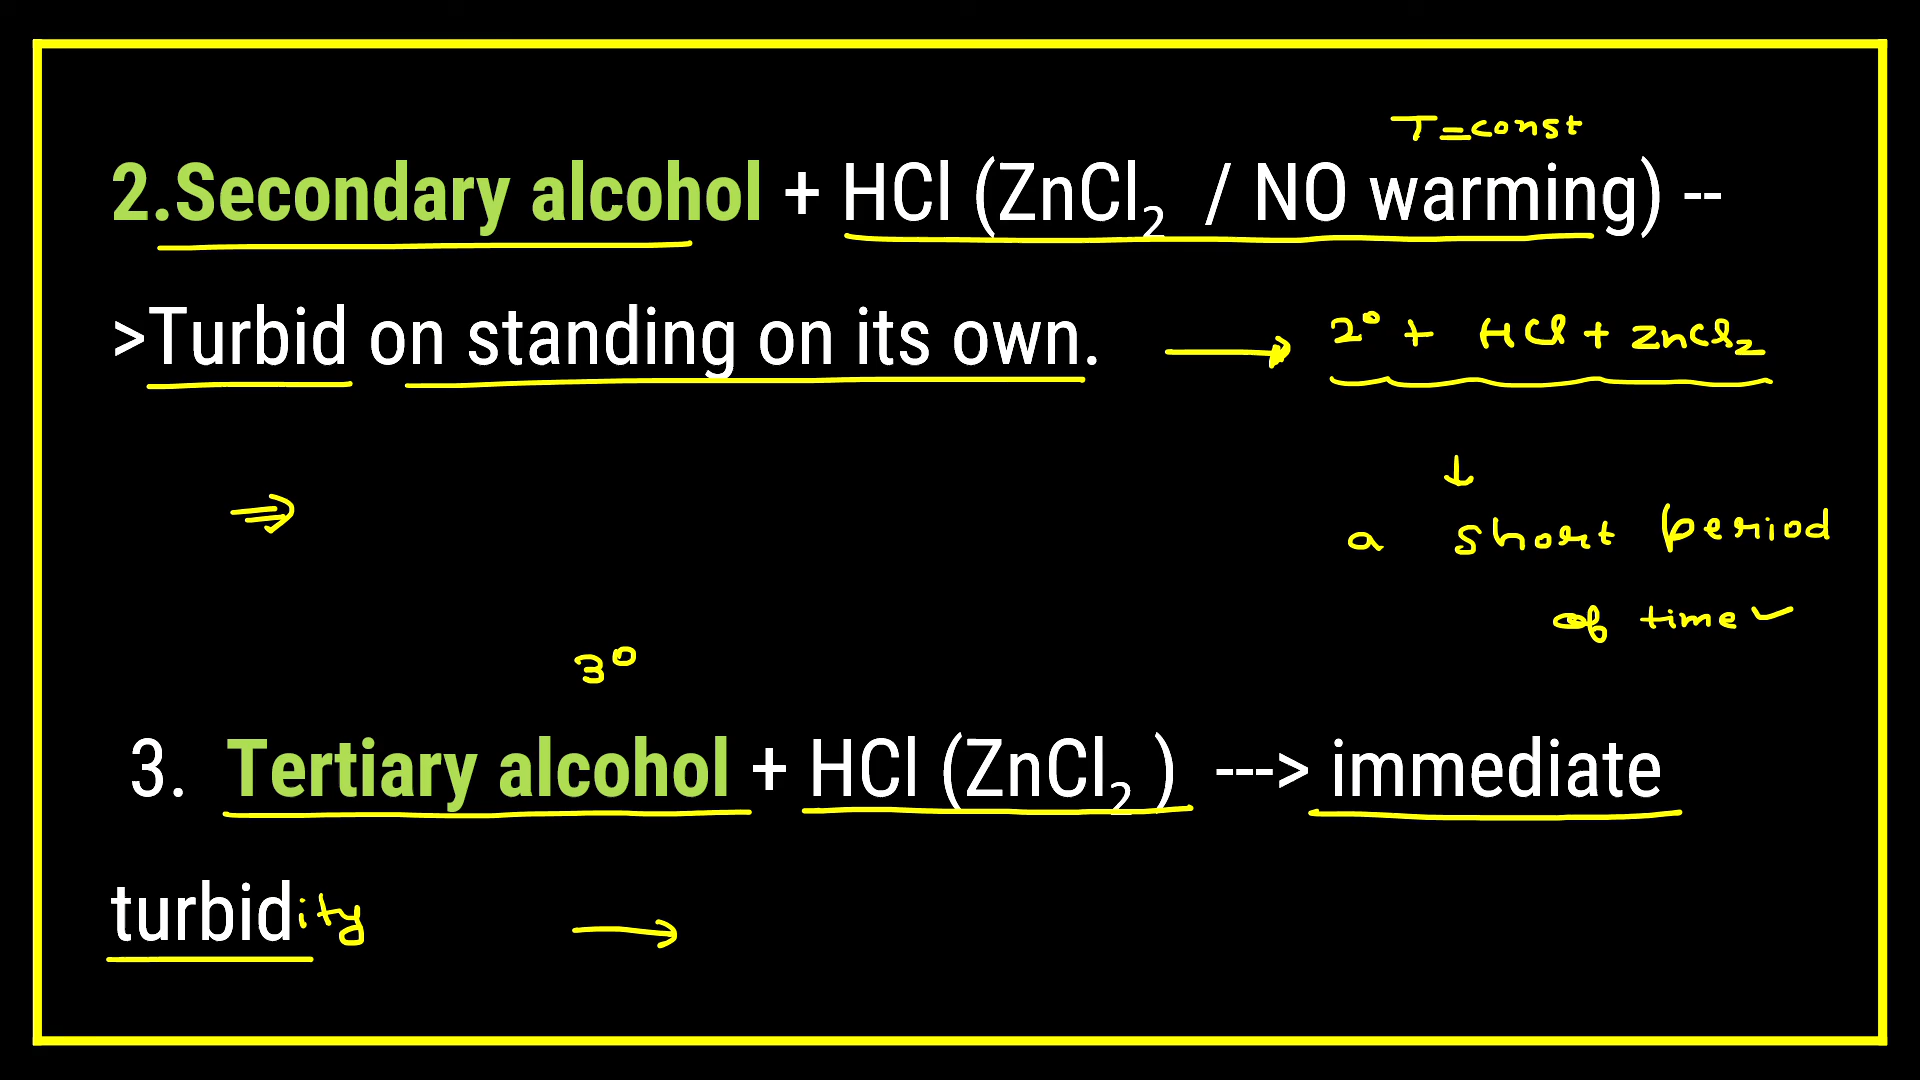 T=const
2.Secondary alcohol + HCl (ZnCl₂ / NO warming) --
>Turbid on standing on its own. → 2° + HCl + ZnCl₂
↓
⇒
a short period
of time ✓
3°
3. Tertiary alcohol + HCl (ZnCl₂ ) ---> immediate
turbidity →